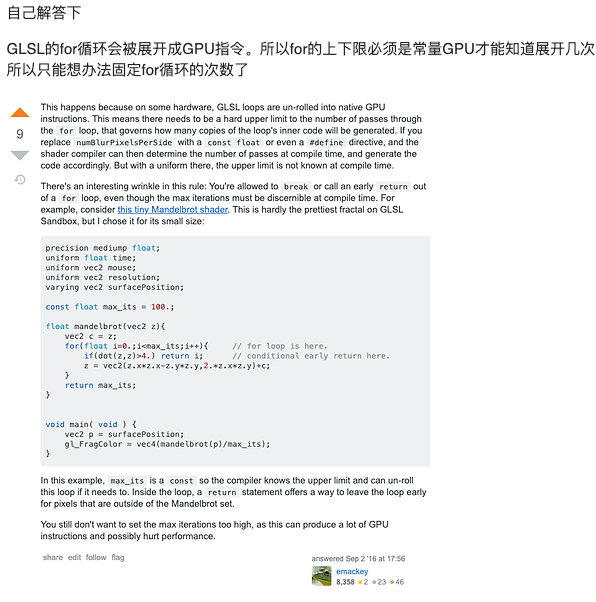 自己解答下
GLSL的for循环会被展开成GPU指令。所以for的上下限必须是常量GPU才能知道展开几次
所以只能想办法固定for循环的次数了
This happens because on some hardware, GLSL loops are un-rolled into native GPU
instructions. This means there needs to be a hard upper limit to the number of passes through
the for loop, that governs how many copies of the loop's inner code will be generated. If you
replace numBlurPixelsPerSide with a const float or even a #define directive, and the
shader compiler can then determine the number of passes at compile time, and generate the
code accordingly. But with a uniform there, the upper limit is not known at compile time.
9
There's an interesting wrinkle in this rule: You're allowed to break or call an early return out
of a for loop, even though the max iterations must be discernible at compile time. For
example, consider this tiny Mandelbrot shader. This is hardly the prettiest fractal on GLSL
Sandbox, but I chose it for its small size:
precision mediump float;
uniform float time;
uniform vec2 mouse;
uniform vec2 resolution;
varying vec2 surfacePosition;
const float max_its = 100.;
float mandelbrot(vec2 z){
vec2 c = z;
for(float i=0.;i<max_its;i++){ // for loop is here.
if(dot(z,z)>4.) return i; // conditional early return here.
z = vec2(z.x*z.x-z.y*z.y,2.*z.x*z.y)+c;
}
return max_its;
}
void main( void ) {
vec2 p = surfacePosition;
gl_FragColor = vec4(mandelbrot(p)/max_its);
}
In this example, max_its is a const so the compiler knows the upper limit and can un-roll
this loop if it needs to. Inside the loop, a return statement offers a way to leave the loop early
for pixels that are outside of the Mandelbrot set.
You still don't want to set the max iterations too high, as this can produce a lot of GPU
instructions and possibly hurt performance.
share edit follow flag
answered Sep 2 '16 at 17:56
emackey
8,358 2 23 46